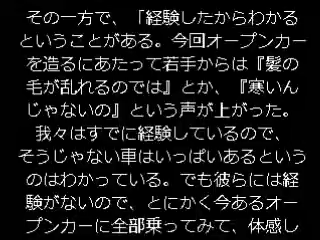 その一方で、「経験したからわかる
ということがある。今回オープンカー
を造るにあたって若手からは『髪の
毛が乱れるのでは』とか、『寒いん
じゃないの』という声が上がった。
我々はすでに経験しているので、
そうじゃない車はいっぱいあるという
のはわかっている。でも彼らには経
験がないので、とにかく今あるオー
プンカーに全部乗ってみて、体感し